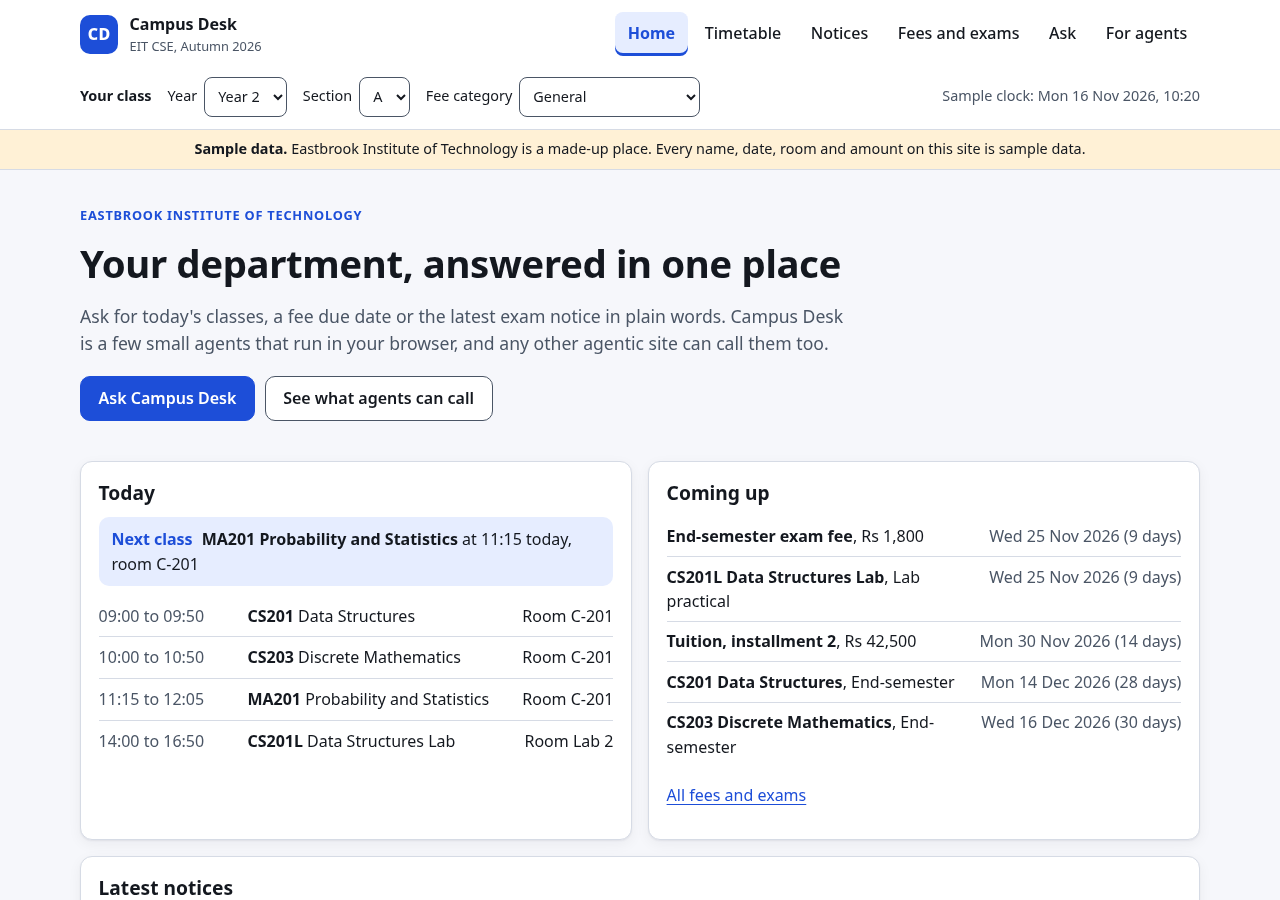 CD
Campus Desk
EIT CSE, Autumn 2026
Home
Timetable
Notices
Fees and exams
Ask
For agents
Your class
Year
Year 2
Section
A
Fee category
General
Sample clock: Mon 16 Nov 2026, 10:20
Sample data. Eastbrook Institute of Technology is a made-up place. Every name, date, room and amount on this site is sample data.
EASTBROOK INSTITUTE OF TECHNOLOGY
Your department, answered in one place
Ask for today's classes, a fee due date or the latest exam notice in plain words. Campus Desk
is a few small agents that run in your browser, and any other agentic site can call them too.
Ask Campus Desk
See what agents can call
Today
Next class MA201 Probability and Statistics at 11:15 today,
room C-201
09:00 to 09:50 CS201 Data Structures Room C-201
10:00 to 10:50 CS203 Discrete Mathematics Room C-201
11:15 to 12:05 MA201 Probability and Statistics Room C-201
14:00 to 16:50 CS201L Data Structures Lab Room Lab 2
Coming up
End-semester exam fee, Rs 1,800 Wed 25 Nov 2026 (9 days)
CS201L Data Structures Lab, Lab Wed 25 Nov 2026 (9 days)
practical
Tuition, installment 2, Rs 42,500 Mon 30 Nov 2026 (14 days)
CS201 Data Structures, End-semester Mon 14 Dec 2026 (28 days)
CS203 Discrete Mathematics, End- Wed 16 Dec 2026 (30 days)
semester
All fees and exams
Latest notices